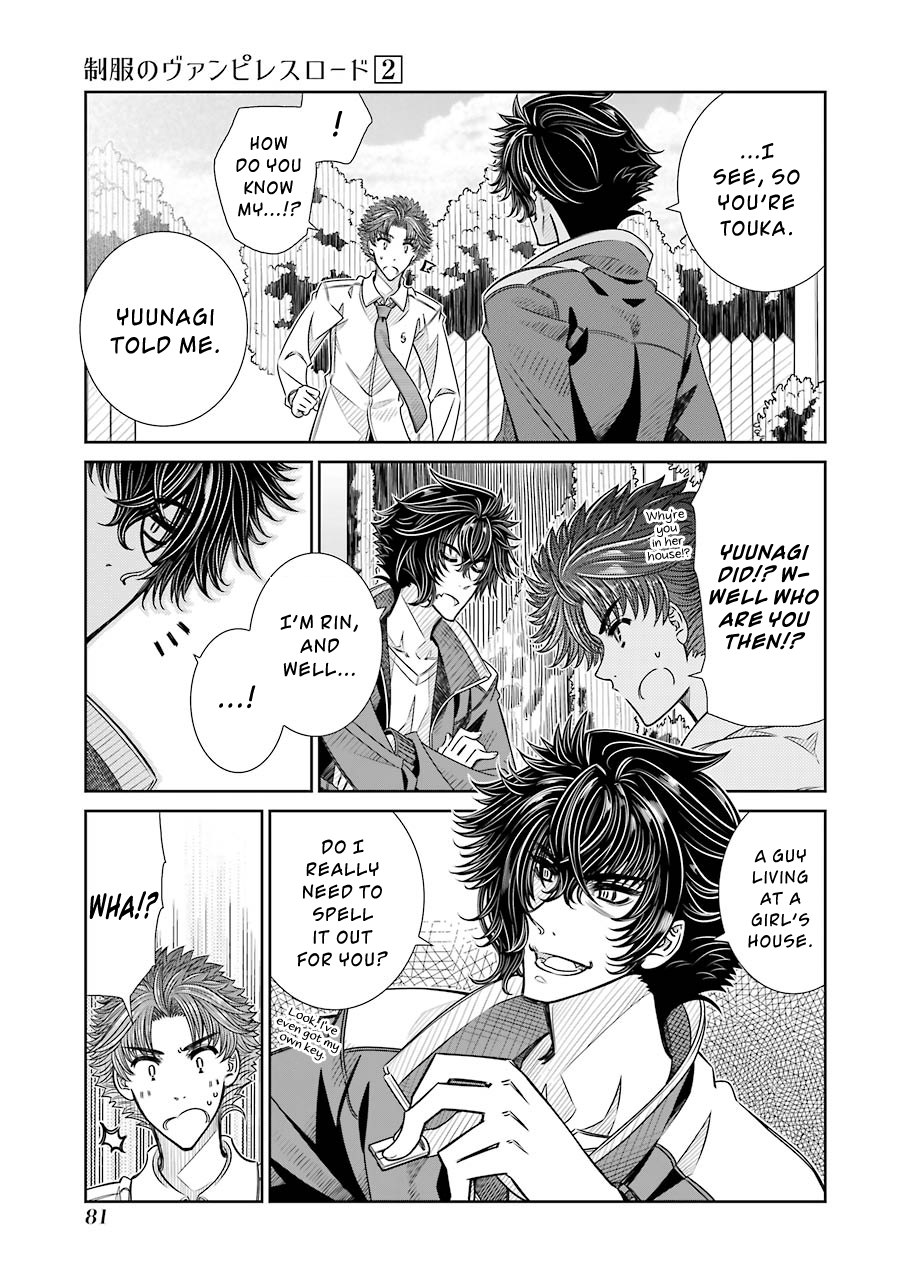 制服のヴァンピレスロード 2
...I
SEE, SO
YOU'RE
TOUKA.
!
HOW
DO YOU
KNOW
MY...!?
YUUNAGI
TOLD ME.
YUUNAGI
DID!? W-
WELL WHO
ARE YOU
THEN!?
Why're
you
in her
house!?
I'M RIN,
AND
WELL...
...!
A GUY
LIVING
AT A
GIRL'S
HOUSE.
DO I
REALLY
NEED TO
SPELL
IT OUT
FOR YOU?
Look, I've
even got my
own key.
WHA!?
81